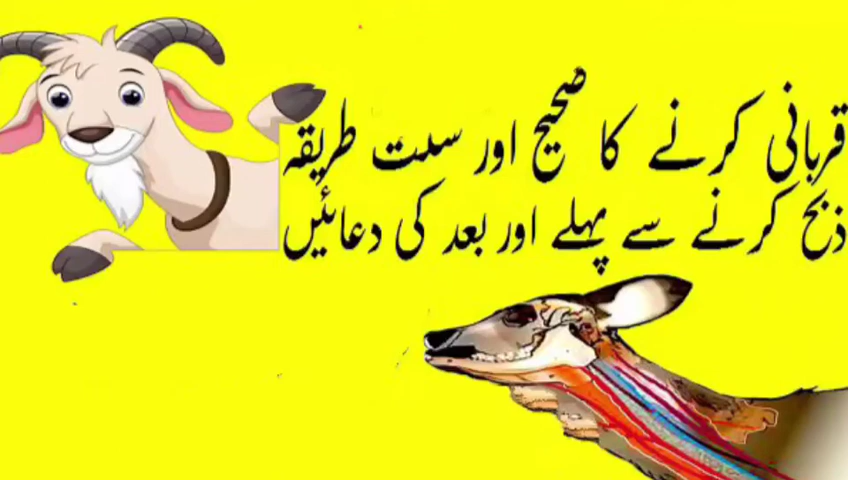 قربانی کرنے کا صحیح اور سنت طریقہ
ذبح کرنے سے پہلے اور بعد کی دعائیں